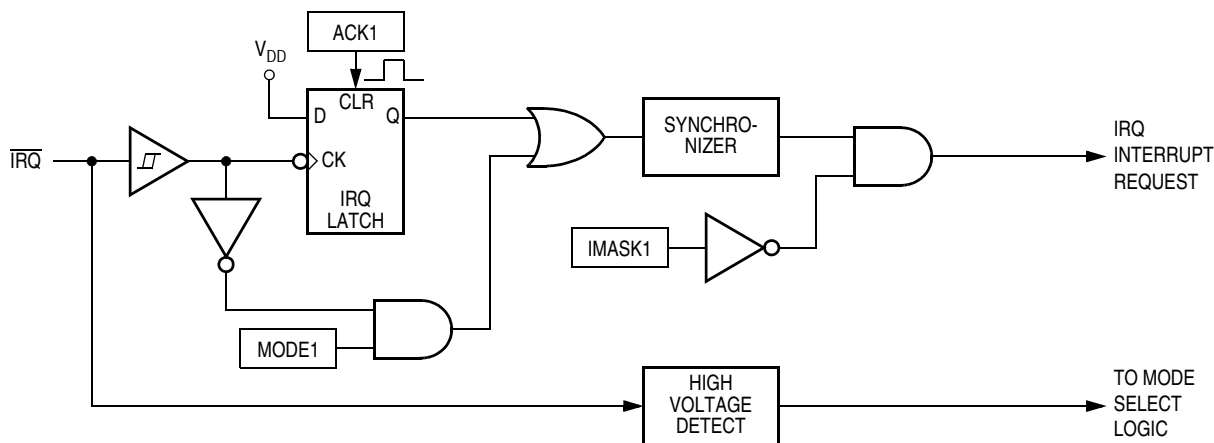 ACK1
VDD
CLR
D
Q
IRQ
CK
IRQ
LATCH
SYNCHRO-
NIZER
IRQ
INTERRUPT
REQUEST
IMASK1
MODE1
HIGH
VOLTAGE
DETECT
TO MODE
SELECT
LOGIC